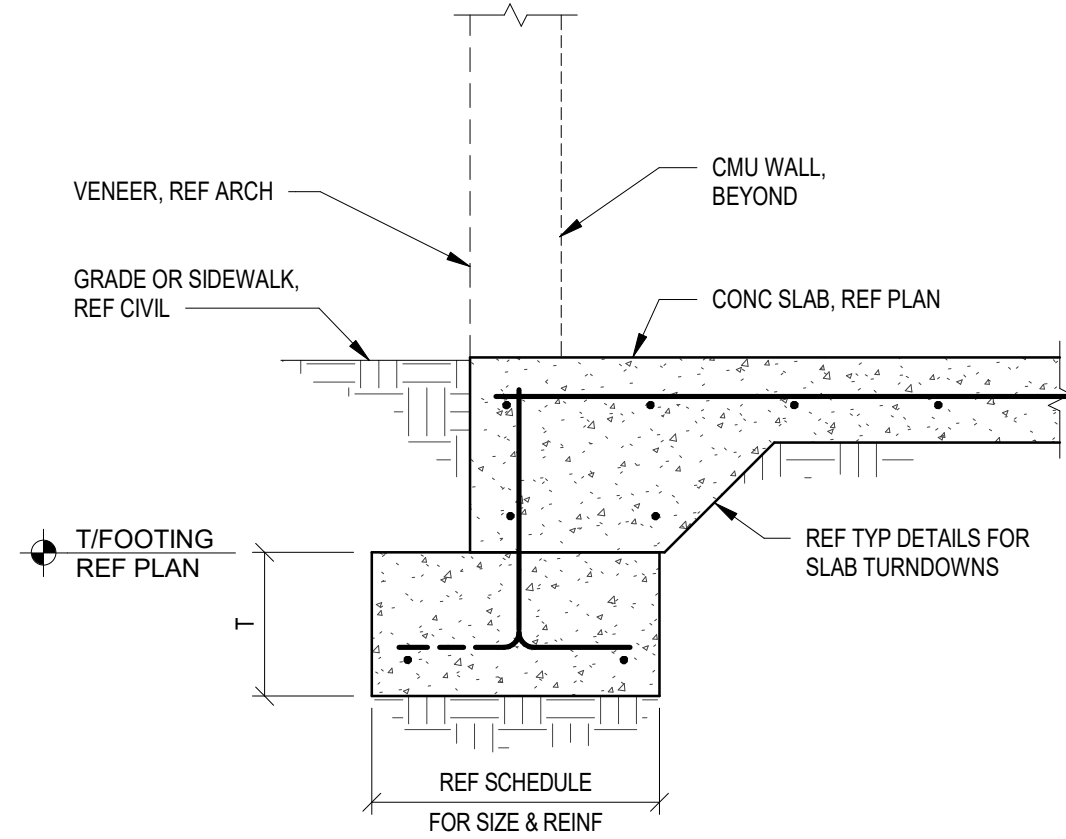 VENEER, REF ARCH
CMU WALL,
BEYOND
GRADE OR SIDEWALK,
REF CIVIL
CONC SLAB, REF PLAN
T/FOOTING
REF PLAN
REF TYP DETAILS FOR
SLAB TURNDOWNS
T
REF SCHEDULE
FOR SIZE & REINF